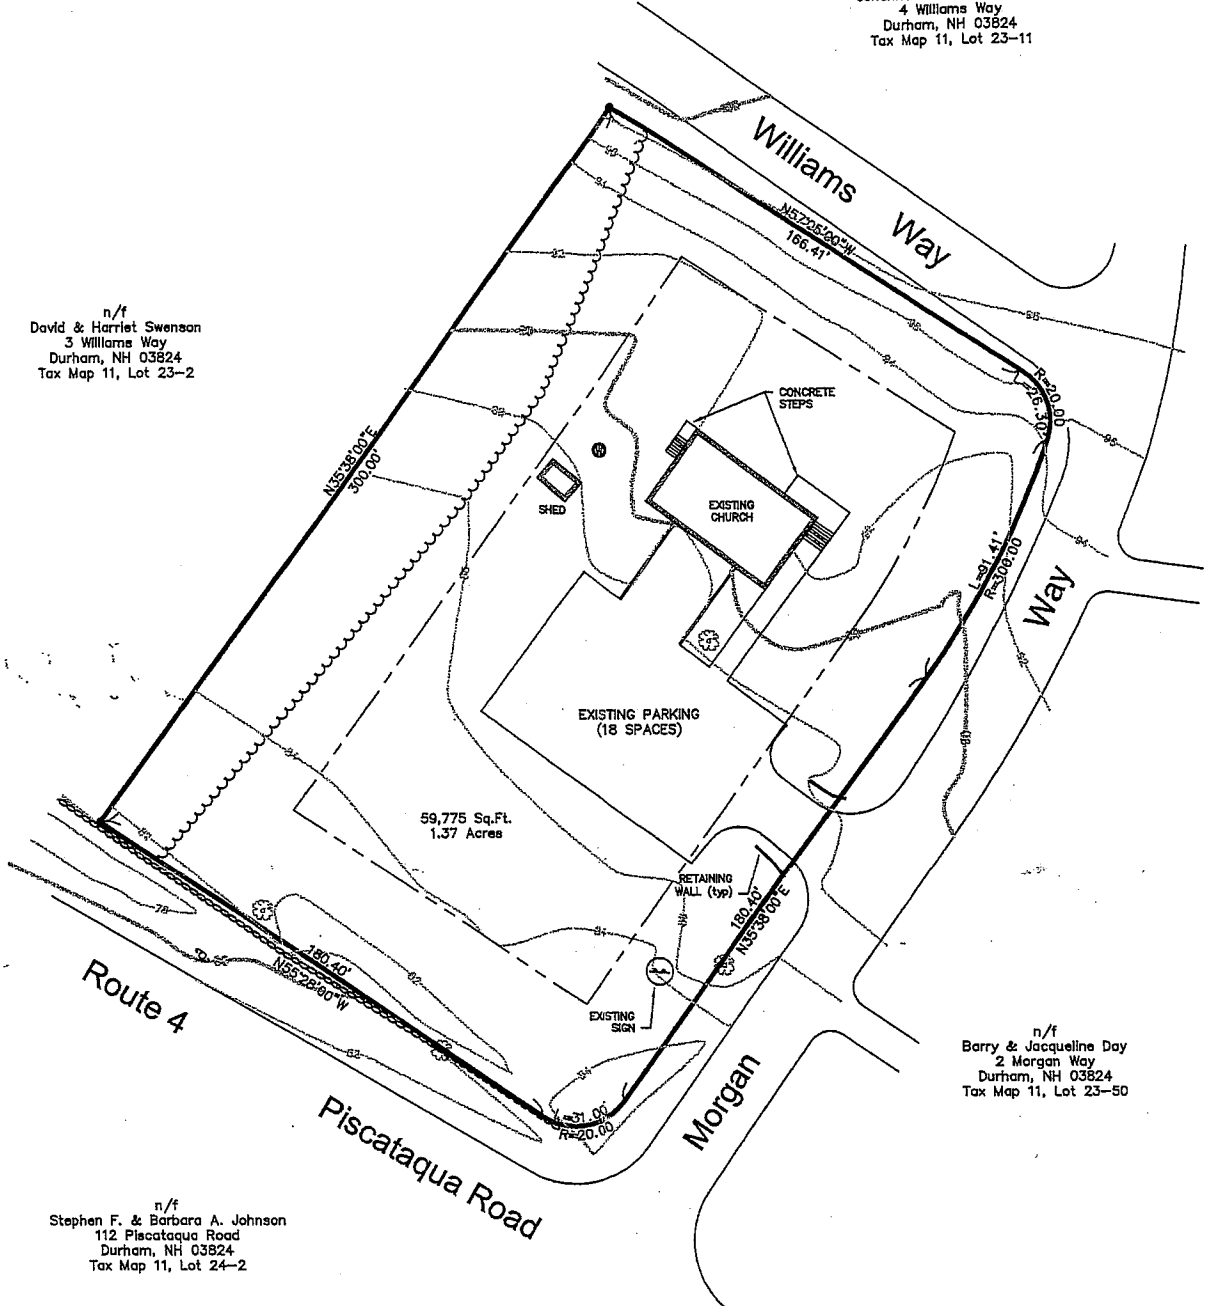 4 Williams Way
Durham, NH 03824
Tax Map 11, Lot 23-11
Williams Way
N57°25'00"W
166.41'
n/f
David & Harriet Swenson
3 Williams Way
Durham, NH 03824
Tax Map 11, Lot 23-2
R=20.00
L=26.30'
CONCRETE
STEPS
N35°38'00"E
300.00'
SHED
EXISTING
CHURCH
L=91.41'
R=300.00
Way
EXISTING PARKING
(18 SPACES)
59,775 Sq.Ft.
1.37 Acres
RETAINING
WALL (typ)
180.40'
N35°38'00"E
180.40'
N55°28'00"W
Route 4
78
82
EXISTING
SIGN
n/f
Barry & Jacqueline Day
2 Morgan Way
Durham, NH 03824
Tax Map 11, Lot 23-50
Morgan
L=31.00'
R=20.00
Piscataqua Road
n/f
Stephen F. & Barbara A. Johnson
112 Piscataqua Road
Durham, NH 03824
Tax Map 11, Lot 24-2